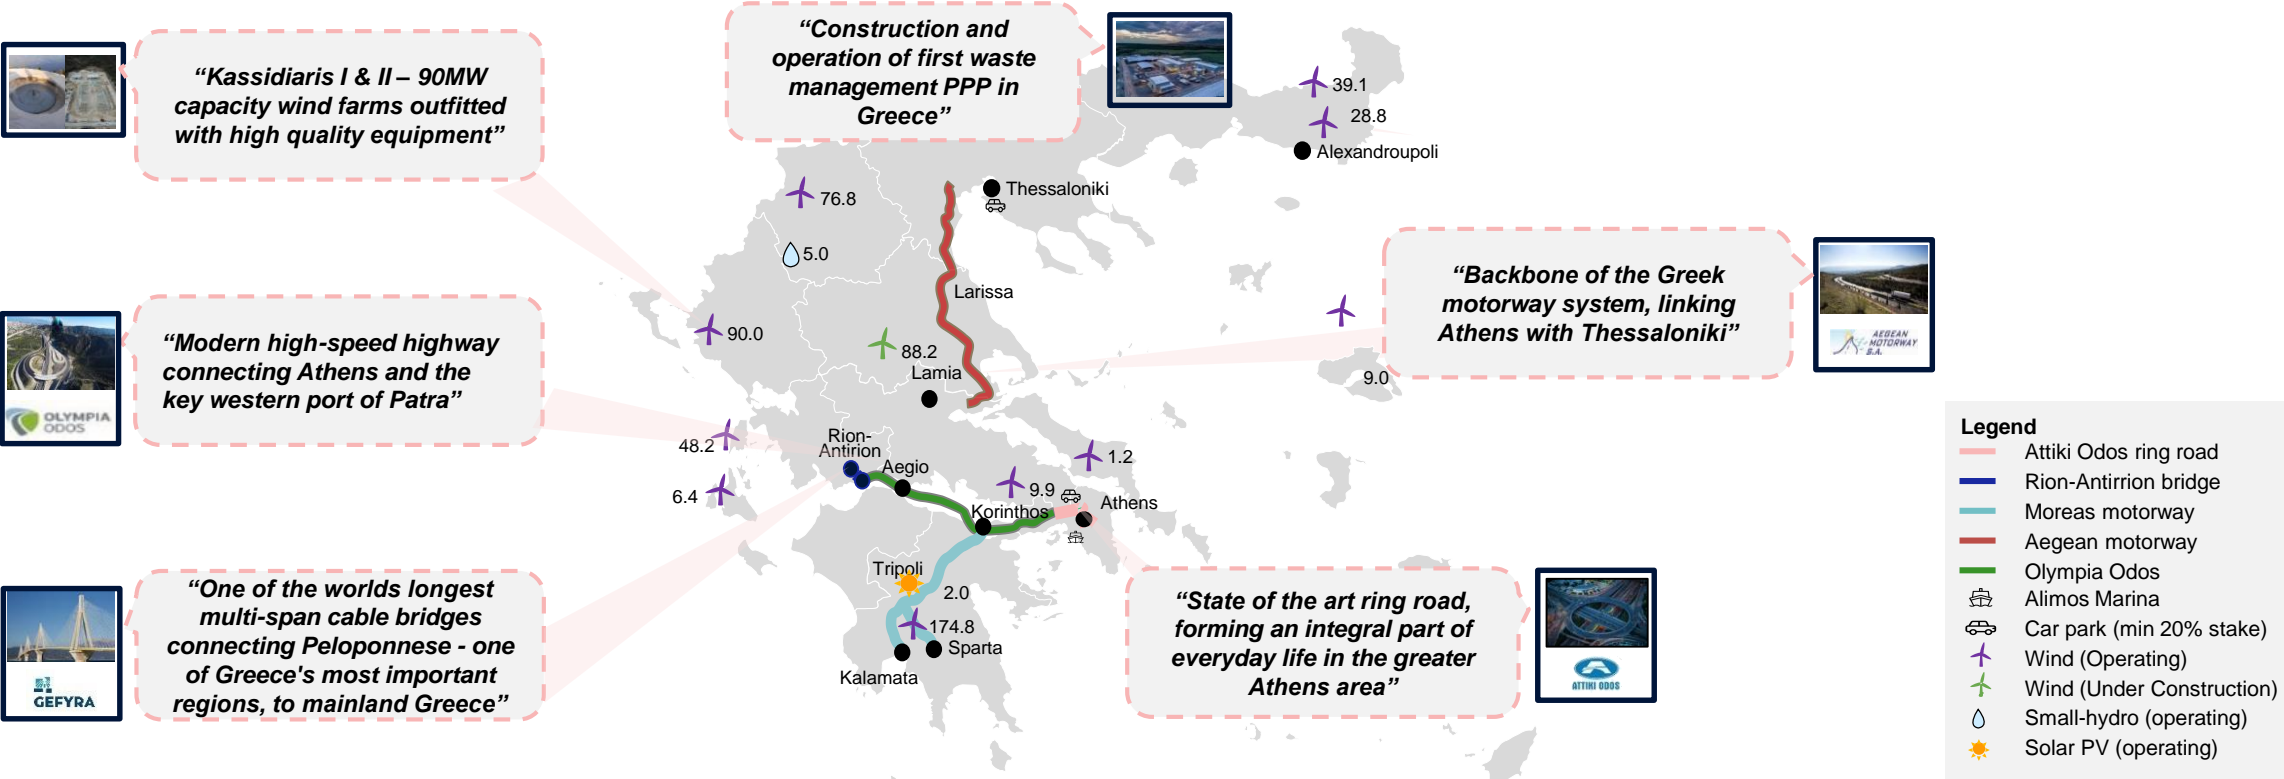 “Kassidiaris I & II – 90MW
capacity wind farms outfitted
with high quality equipment”
“Construction and
operation of first waste
management PPP in
Greece”
39.1
28.8
Alexandroupoli
Thessaloniki
76.8
5.0
Larissa
“Backbone of the Greek
motorway system, linking
Athens with Thessaloniki”
AEGEAN
MOTORWAY
S.A.
“Modern high-speed highway
connecting Athens and the
key western port of Patra”
OLYMPIA
ODOS
90.0
88.2
Lamia
9.0
48.2
Rion-
Antirion
Aegio
1.2
6.4
9.9
Korinthos
Athens
Tripoli
2.0
174.8
Sparta
Kalamata
“One of the worlds longest
multi-span cable bridges
connecting Peloponnese - one
of Greece's most important
regions, to mainland Greece”
GEFYRA
“State of the art ring road,
forming an integral part of
everyday life in the greater
Athens area”
ATTIKI ODOS
Legend
Attiki Odos ring road
Rion-Antirrion bridge
Moreas motorway
Aegean motorway
Olympia Odos
Alimos Marina
Car park (min 20% stake)
Wind (Operating)
Wind (Under Construction)
Small-hydro (operating)
Solar PV (operating)